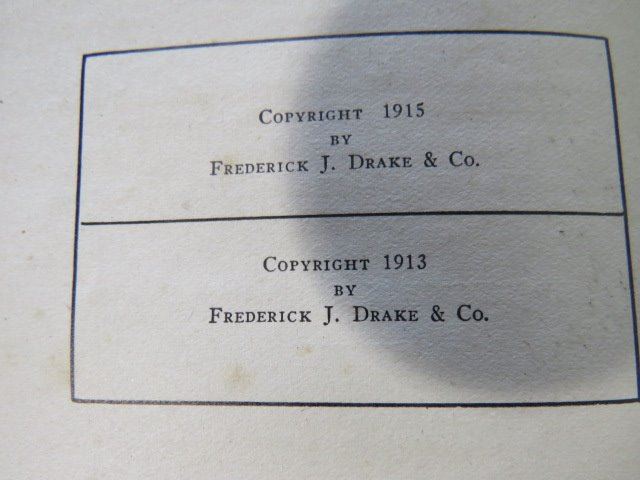 Copyright 1915
by
Frederick J. Drake & Co.
Copyright 1913
by
Frederick J. Drake & Co.